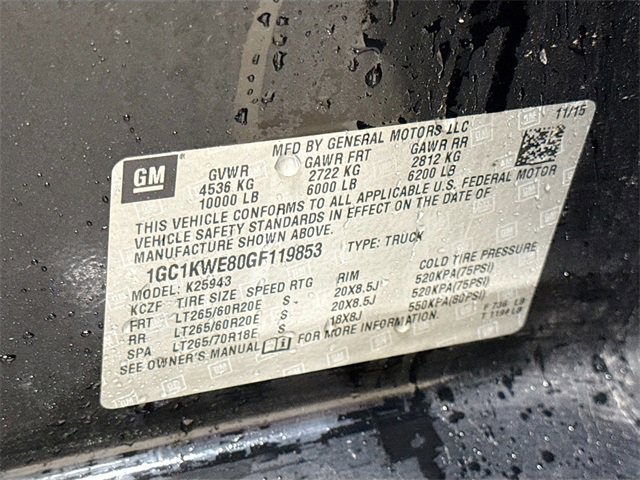 GM
MFD BY GENERAL MOTORS LLC
11/15
GVWR GAWR FRT GAWR RR
4536 KG 2722 KG 2812 KG
10000 LB 6000 LB 6200 LB
THIS VEHICLE CONFORMS TO ALL APPLICABLE U.S. FEDERAL MOTOR
VEHICLE SAFETY STANDARDS IN EFFECT ON THE DATE OF
MANUFACTURE SHOWN ABOVE.
1GC1KWE80GF119853 TYPE: TRUCK
MODEL: K25943
KCZF TIRE SIZE SPEED RTG RIM COLD TIRE PRESSURE
FRT LT265/60R20E S 20X8.5J 520KPA(75PSI)
RR LT265/60R20E S 20X8.5J 520KPA(75PSI)
SPA LT265/70R18E S 18X8J 550KPA(80PSI)
SEE OWNER'S MANUAL FOR MORE INFORMATION.
F 736 LB
T 1194 LB